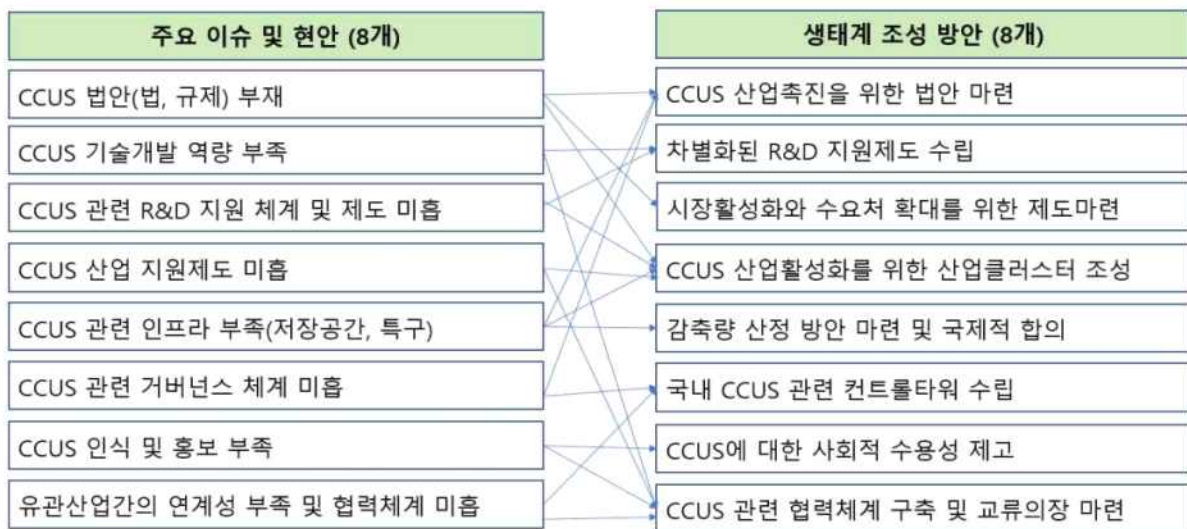 주요 이슈 및 현안 (8개)
CCUS 법안(법, 규제) 부재
CCUS 기술개발 역량 부족
CCUS 관련 R&D 지원 체계 및 제도 미흡
CCUS 산업 지원제도 미흡
CCUS 관련 인프라 부족(저장공간, 특구)
CCUS 관련 거버넌스 체계 미흡
CCUS 인식 및 홍보 부족
유관산업간의 연계성 부족 및 협력체계 미흡
생태계 조성 방안 (8개)
CCUS 산업촉진을 위한 법안 마련
차별화된 R&D 지원제도 수립
시장활성화와 수요처 확대를 위한 제도마련
CCUS 산업활성화를 위한 산업클러스터 조성
감축량 산정 방안 마련 및 국제적 합의
국내 CCUS 관련 컨트롤타워 수립
CCUS에 대한 사회적 수용성 제고
CCUS 관련 협력체계 구축 및 교류의장 마련